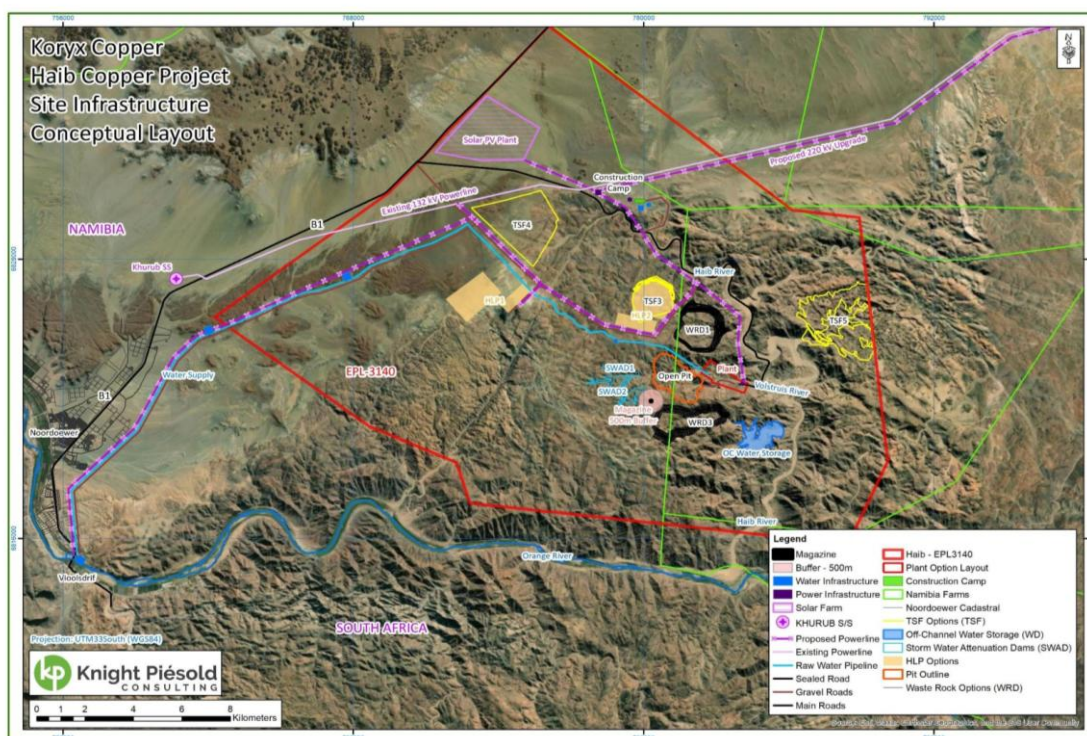 Koryx Copper
Haib Copper Project
Site Infrastructure
Conceptual Layout
NAMIBIA
Solar PV Plant
Construction
Camp
Proposed 220 kV Upgrade
Existing 132 kV Powerline
B1
TSF4
Khurub SS
Haib River
HLP1
TSF3
HLP2
WRD1
TSF5
Water Supply
B1
EPL-3140
SWAD1
SWAD2
Open Pit
Plant
Volstruis River
Magazine
500m Buffer
WRD3
OC Water Storage
Noordoewer
Haib River
Orange River
Vioolsdrif
SOUTH AFRICA
Projection: UTM33South (WGS84)
kp Knight Piésold
CONSULTING
0 1 2 4 6 8
Kilometers
Legend
Magazine
Buffer - 500m
Water Infrastructure
Power Infrastructure
Solar Farm
KHURUB S/S
Proposed Powerline
Existing Powerline
Raw Water Pipeline
Sealed Road
Gravel Roads
Main Roads
Haib - EPL3140
Plant Option Layout
Construction Camp
Namibia Farms
Noordoewer Cadastral
TSF Options (TSF)
Off-Channel Water Storage (WD)
Storm Water Attenuation Dams (SWAD)
HLP Options
Pit Outline
Waste Rock Options (WRD)